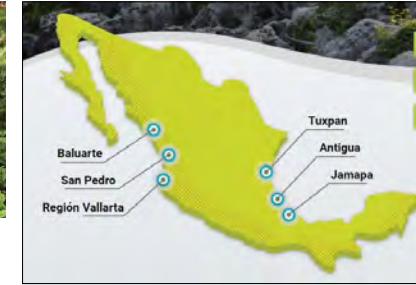 Baluarte
San Pedro
Región Vallarta
Tuxpan
Antigua
Jamapa